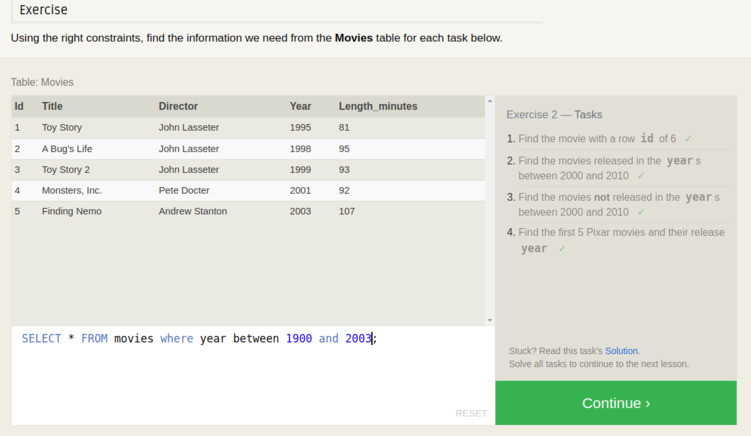 Exercise
Using the right constraints, find the information we need from the Movies table for each task below.
Table: Movies
Id Title Director Year Length_minutes
1 Toy Story John Lasseter 1995 81
2 A Bug's Life John Lasseter 1998 95
3 Toy Story 2 John Lasseter 1999 93
4 Monsters, Inc. Pete Docter 2001 92
5 Finding Nemo Andrew Stanton 2003 107
SELECT * FROM movies where year between 1900 and 2003;
RESET
Exercise 2 — Tasks
1. Find the movie with a row id of 6 ✓
2. Find the movies released in the year s
between 2000 and 2010 ✓
3. Find the movies not released in the year s
between 2000 and 2010 ✓
4. Find the first 5 Pixar movies and their release
year ✓
Stuck? Read this task's Solution.
Solve all tasks to continue to the next lesson.
Continue ›